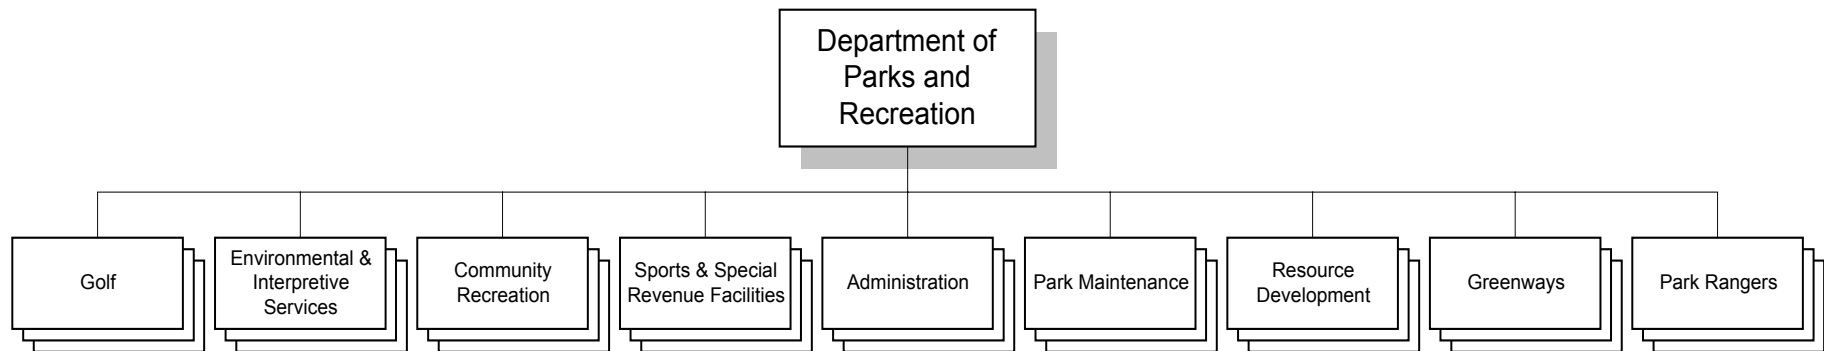 Department of
Parks and
Recreation
Golf
Environmental &
Interpretive
Services
Community
Recreation
Sports & Special
Revenue Facilities
Administration
Park Maintenance
Resource
Development
Greenways
Park Rangers